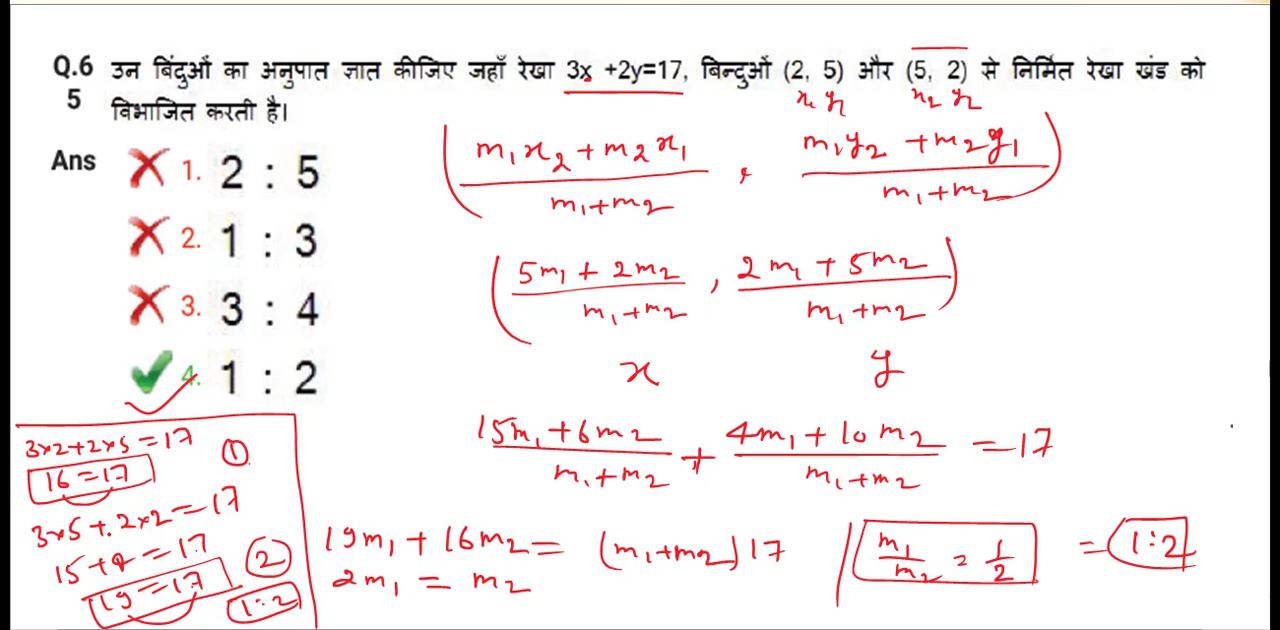 Q.6 उन बिंदुओं का अनुपात ज्ञात कीजिए जहाँ रेखा 3x +2y=17, बिन्दुओं (2, 5) और (5, 2) से निर्मित रेखा खंड को
5 विभाजित करती है।
x₁ y₁ x₂ y₂
Ans
1. 2 : 5
2. 1 : 3
3. 3 : 4
4. 1 : 2
( (m₁x₂ + m₂x₁)/(m₁+m₂) , (m₁y₂ + m₂y₁)/(m₁+m₂) )
( (5m₁ + 2m₂)/(m₁+m₂) , (2m₁ + 5m₂)/(m₁+m₂) )
x y
(15m₁+6m₂)/(m₁+m₂) + (4m₁+10m₂)/(m₁+m₂) = 17
19m₁ + 16m₂ = (m₁+m₂)17
2m₁ = m₂
m₁/m₂ = 1/2 = 1:2
3×2+2×5=17
16=17 ①
3×5+2×2=17
15+4=17
19=17 ②
1:2